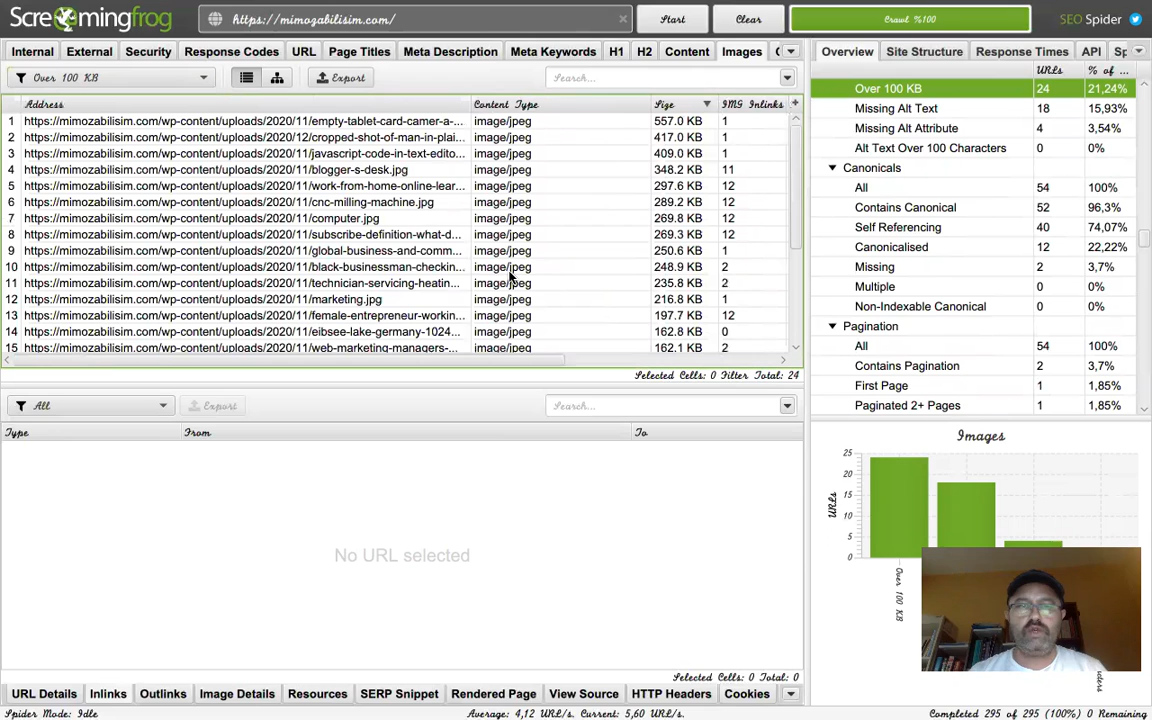 Screamingfrog https://mimogabilisim.com/ Start Clear Crawl %100 SEO Spider
Internal External Security Response Codes URL Page Titles Meta Description Meta Keywords H1 H2 Content Images Overview Site Structure Response Times API Sp
Over 100 KB Export Search... URLs % of ...
Address Content Type Size IMG Inlinks
1 https://mimozabilisim.com/wp-content/uploads/2020/11/empty-tablet-card-camer-a-... image/jpeg 557.0 KB 1
2 https://mimozabilisim.com/wp-content/uploads/2020/12/cropped-shot-of-man-in-plai... image/jpeg 417.0 KB 1
3 https://mimozabilisim.com/wp-content/uploads/2020/11/javascript-code-in-text-edito... image/jpeg 409.0 KB 1
4 https://mimozabilisim.com/wp-content/uploads/2020/11/blogger-s-desk.jpg image/jpeg 348.2 KB 11
5 https://mimozabilisim.com/wp-content/uploads/2020/11/work-from-home-online-lear... image/jpeg 297.6 KB 12
6 https://mimozabilisim.com/wp-content/uploads/2020/11/cnc-milling-machine.jpg image/jpeg 289.2 KB 12
7 https://mimozabilisim.com/wp-content/uploads/2020/11/computer.jpg image/jpeg 269.8 KB 12
8 https://mimozabilisim.com/wp-content/uploads/2020/11/subscribe-definition-what-d... image/jpeg 269.3 KB 12
9 https://mimozabilisim.com/wp-content/uploads/2020/11/global-business-and-comm... image/jpeg 250.6 KB 1
10 https://mimozabilisim.com/wp-content/uploads/2020/11/black-businessman-checkin... image/jpeg 248.9 KB 2
11 https://mimozabilisim.com/wp-content/uploads/2020/11/technician-servicing-heatin... image/jpeg 235.8 KB 2
12 https://mimozabilisim.com/wp-content/uploads/2020/11/marketing.jpg image/jpeg 216.8 KB 1
13 https://mimozabilisim.com/wp-content/uploads/2020/11/female-entrepreneur-workin... image/jpeg 197.7 KB 12
14 https://mimozabilisim.com/wp-content/uploads/2020/11/eibsee-lake-germany-1024... image/jpeg 162.8 KB 0
15 https://mimozabilisim.com/wp-content/uploads/2020/11/web-marketing-managers-... image/jpeg 162.1 KB 2
Selected Cells: 0 Filter Total: 24
Over 100 KB 24 21,24%
Missing Alt Text 18 15,93%
Missing Alt Attribute 4 3,54%
Alt Text Over 100 Characters 0 0%
Canonicals
All 54 100%
Contains Canonical 52 96,3%
Self Referencing 40 74,07%
Canonicalised 12 22,22%
Missing 2 3,7%
Multiple 0 0%
Non-Indexable Canonical 0 0%
Pagination
All 54 100%
Contains Pagination 2 3,7%
First Page 1 1,85%
Paginated 2+ Pages 1 1,85%
All Export Search...
Type From To
No URL selected
Images
25
20
15
10
5
0
URLs
Over 100 KB
Selected Cells: 0 Total: 0
URL Details Inlinks Outlinks Image Details Resources SERP Snippet Rendered Page View Source HTTP Headers Cookies
Spider Mode: Idle Average: 4,12 URL/s. Current: 5,60 URL/s. Completed 295 of 295 (100%) 0 Remaining